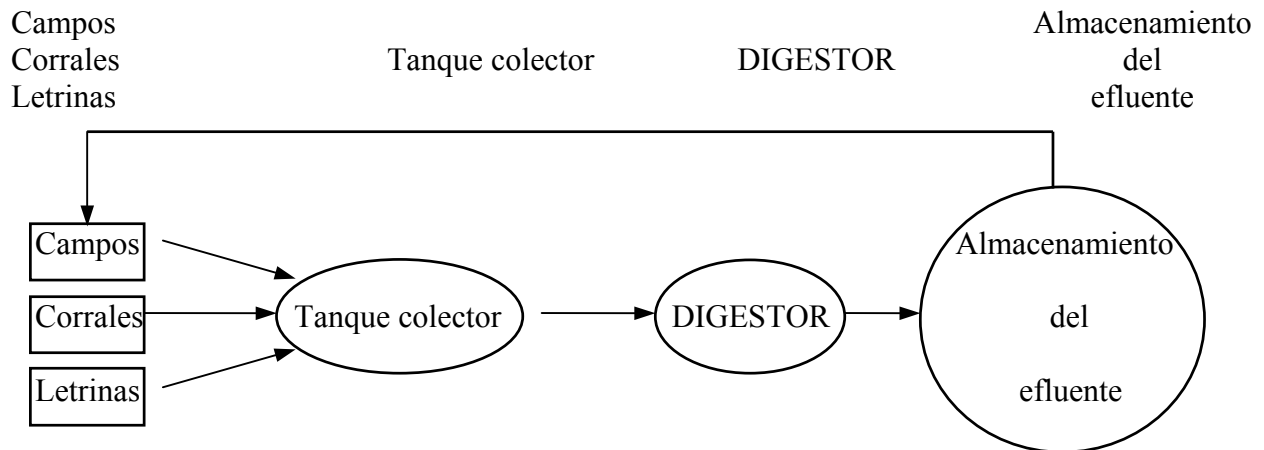 Campos
Corrales
Letrinas
Tanque colector
DIGESTOR
Almacenamiento
del
efluente
Campos
Corrales
Letrinas
Tanque colector
DIGESTOR
Almacenamiento
del
efluente